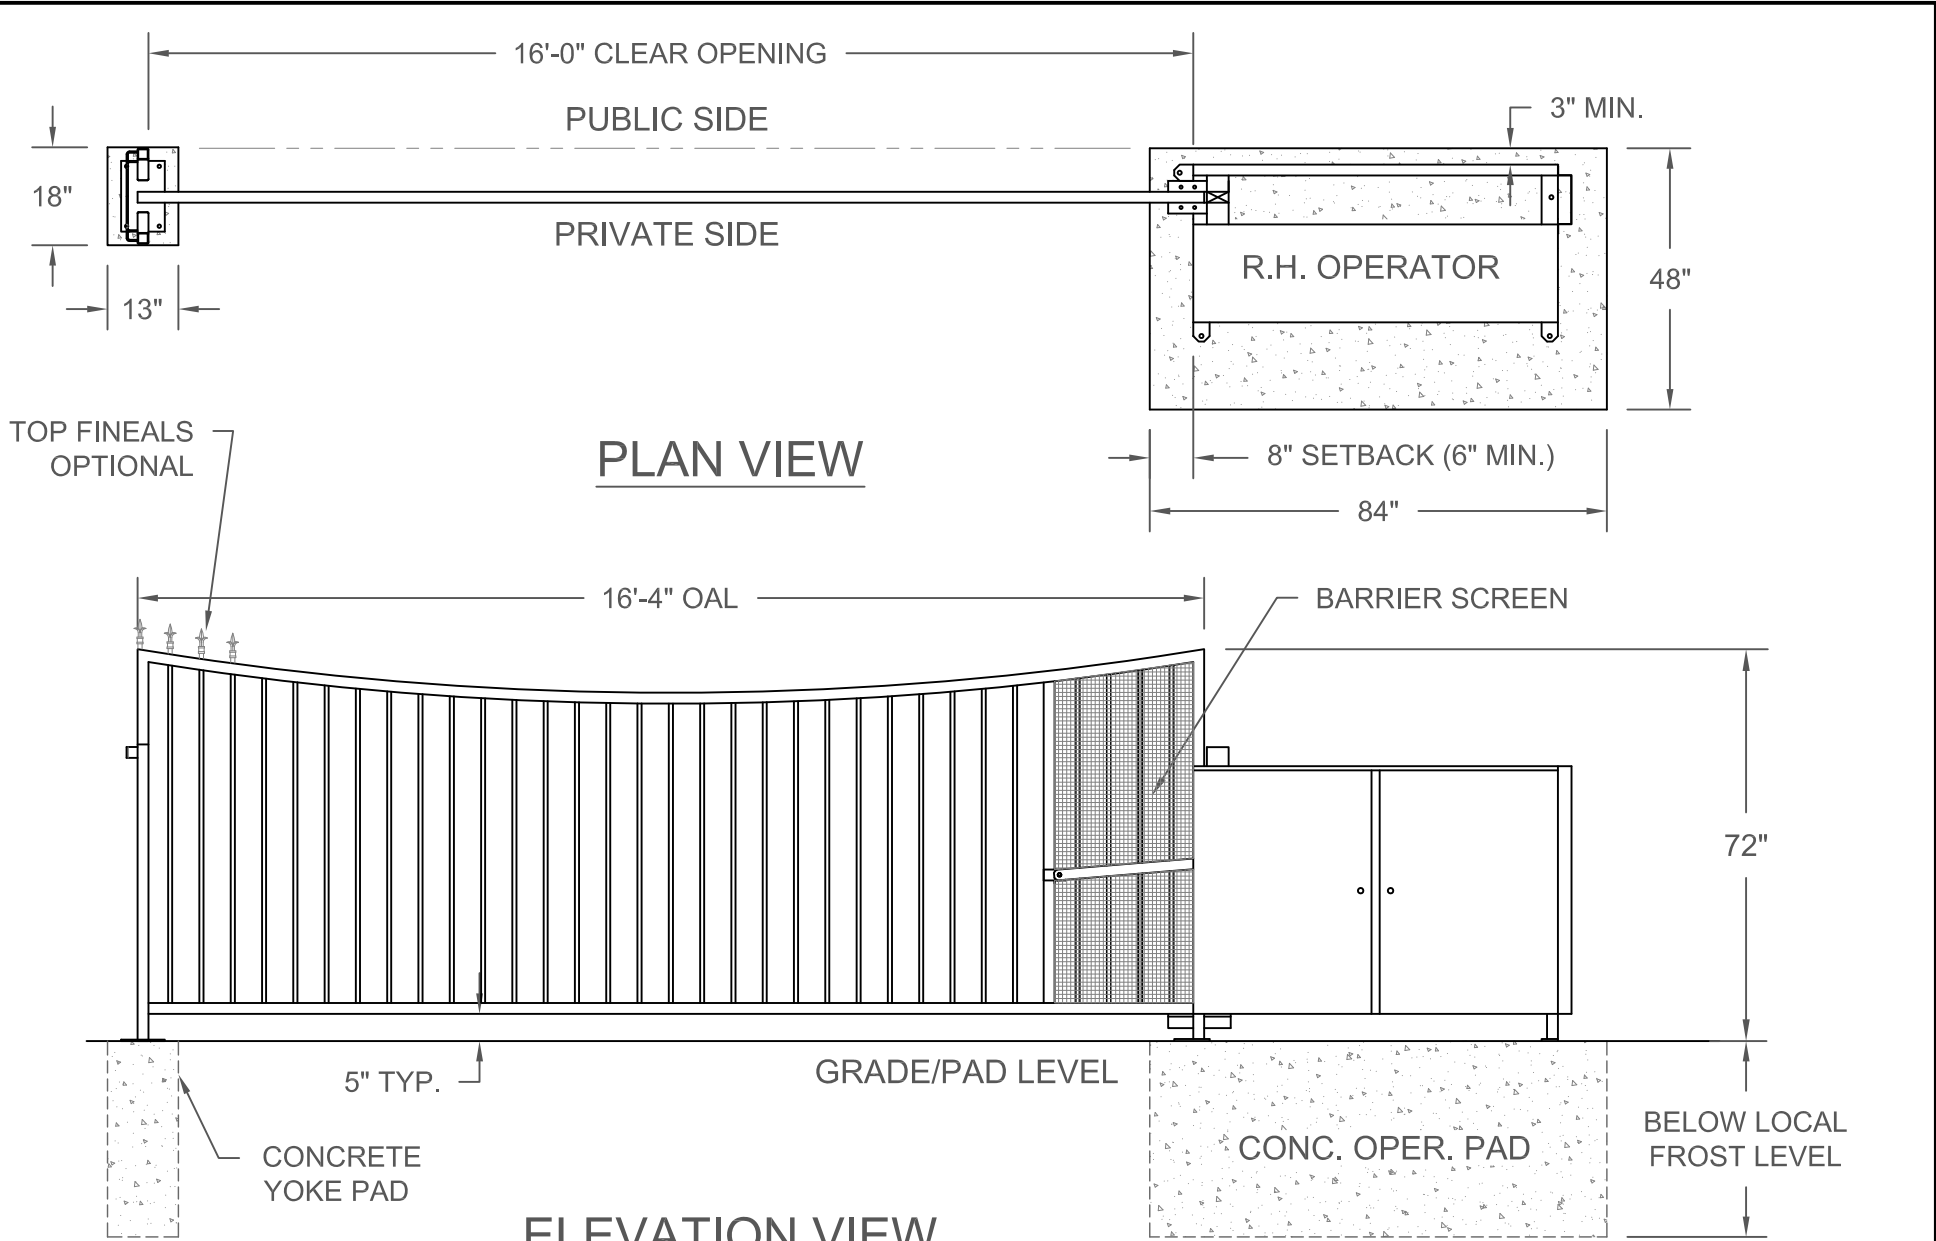 16'-0" CLEAR OPENING
3" MIN.
PUBLIC SIDE
18"
PRIVATE SIDE
R.H. OPERATOR
48"
13"
TOP FINEALS
OPTIONAL
PLAN VIEW
8" SETBACK (6" MIN.)
84"
16'-4" OAL
BARRIER SCREEN
72"
5" TYP.
GRADE/PAD LEVEL
CONCRETE
YOKE PAD
CONC. OPER. PAD
BELOW LOCAL
FROST LEVEL
ELEVATION VIEW